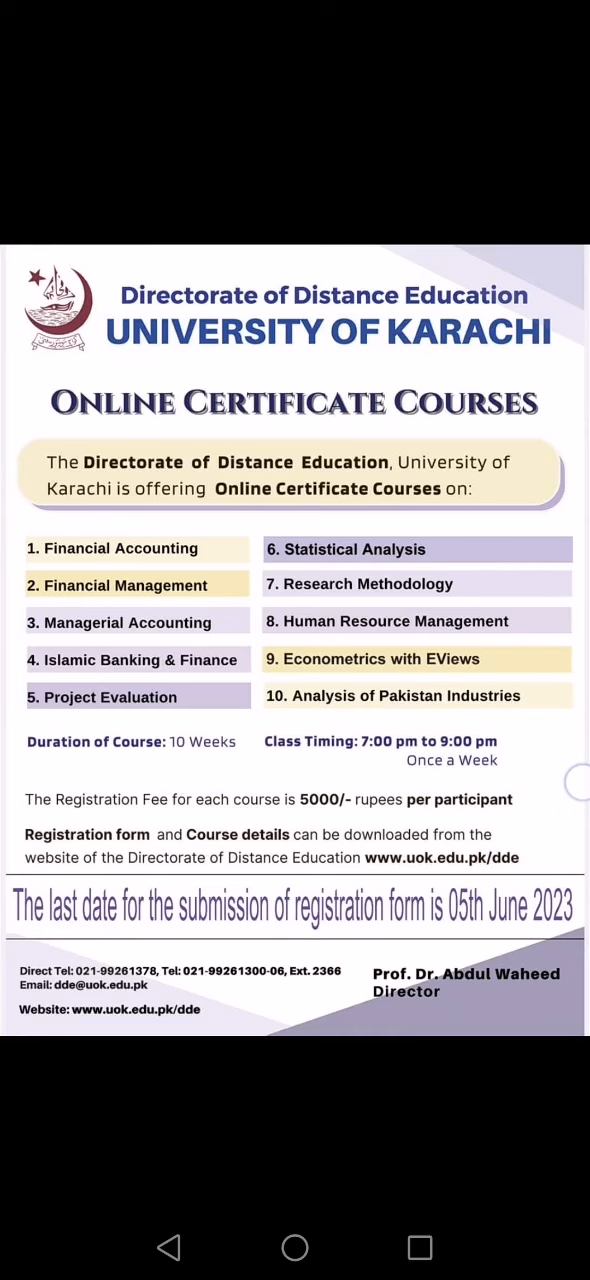 Directorate of Distance Education
UNIVERSITY OF KARACHI
ONLINE CERTIFICATE COURSES
The Directorate of Distance Education, University of
Karachi is offering Online Certificate Courses on:
1. Financial Accounting
2. Financial Management
3. Managerial Accounting
4. Islamic Banking & Finance
5. Project Evaluation
6. Statistical Analysis
7. Research Methodology
8. Human Resource Management
9. Econometrics with EViews
10. Analysis of Pakistan Industries
Duration of Course: 10 Weeks
Class Timing: 7:00 pm to 9:00 pm
Once a Week
The Registration Fee for each course is 5000/- rupees per participant
Registration form and Course details can be downloaded from the
website of the Directorate of Distance Education www.uok.edu.pk/dde
The last date for the submission of registration form is 05th June 2023
Direct Tel: 021-99261378, Tel: 021-99261300-06, Ext. 2366
Email: dde@uok.edu.pk
Website: www.uok.edu.pk/dde
Prof. Dr. Abdul Waheed
Director